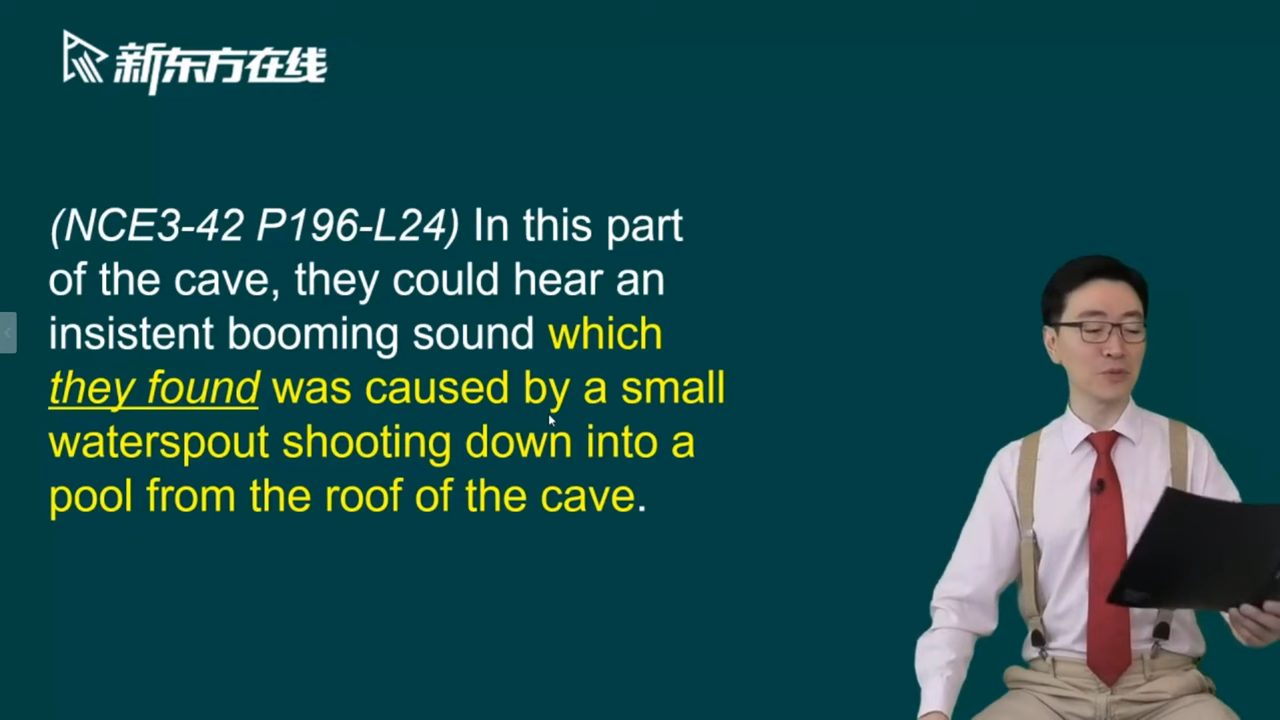 新东方在线
(NCE3-42 P196-L24) In this part
of the cave, they could hear an
insistent booming sound which
they found was caused by a small
waterspout shooting down into a
pool from the roof of the cave.